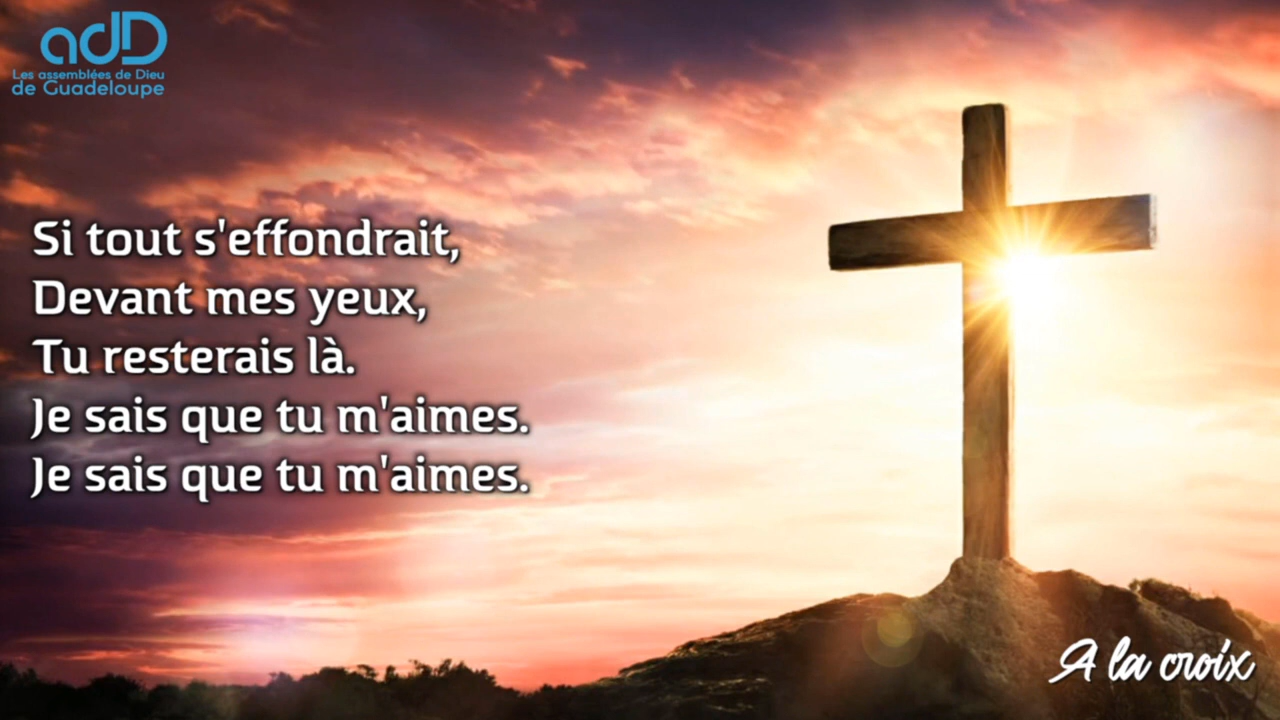 adD
Les assemblées de Dieu
de Guadeloupe
Si tout s'effondrait,
Devant mes yeux,
Tu resterais là.
Je sais que tu m'aimes.
Je sais que tu m'aimes.
A la croix